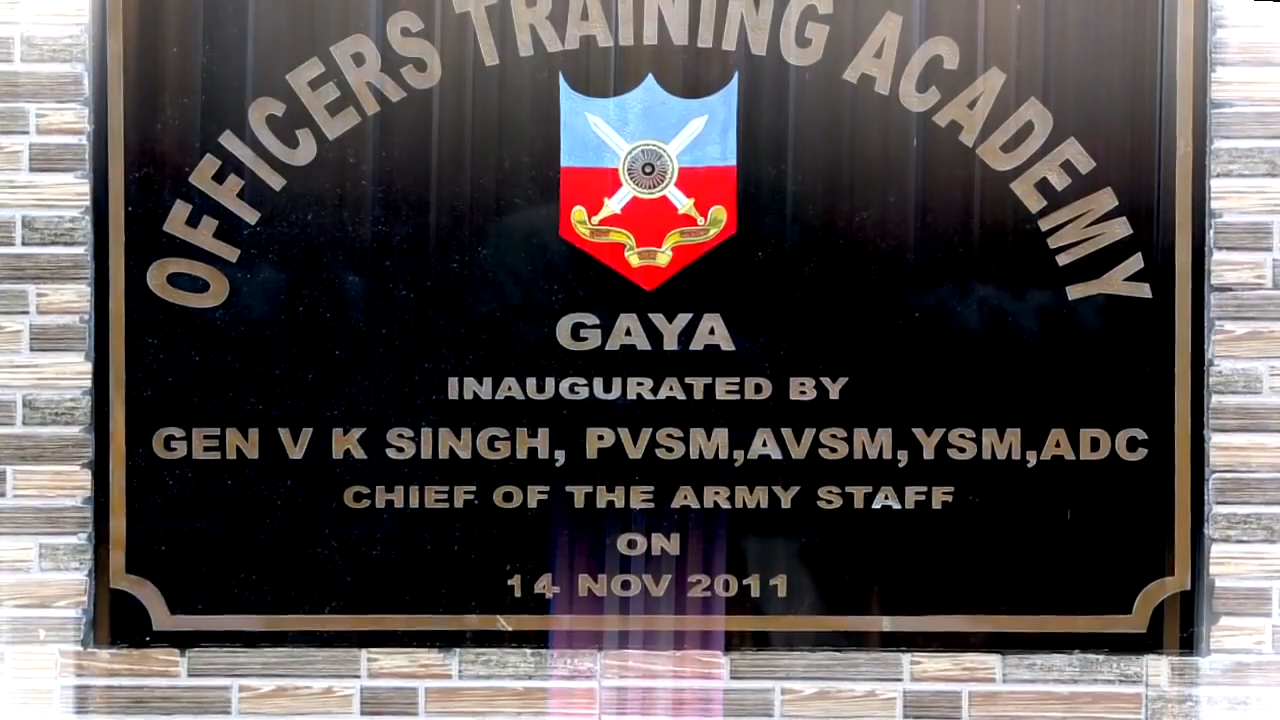 OFFICERS TRAINING ACADEMY
GAYA
INAUGURATED BY
GEN V K SINGH, PVSM,AVSM,YSM,ADC
CHIEF OF THE ARMY STAFF
ON
14 NOV 2011